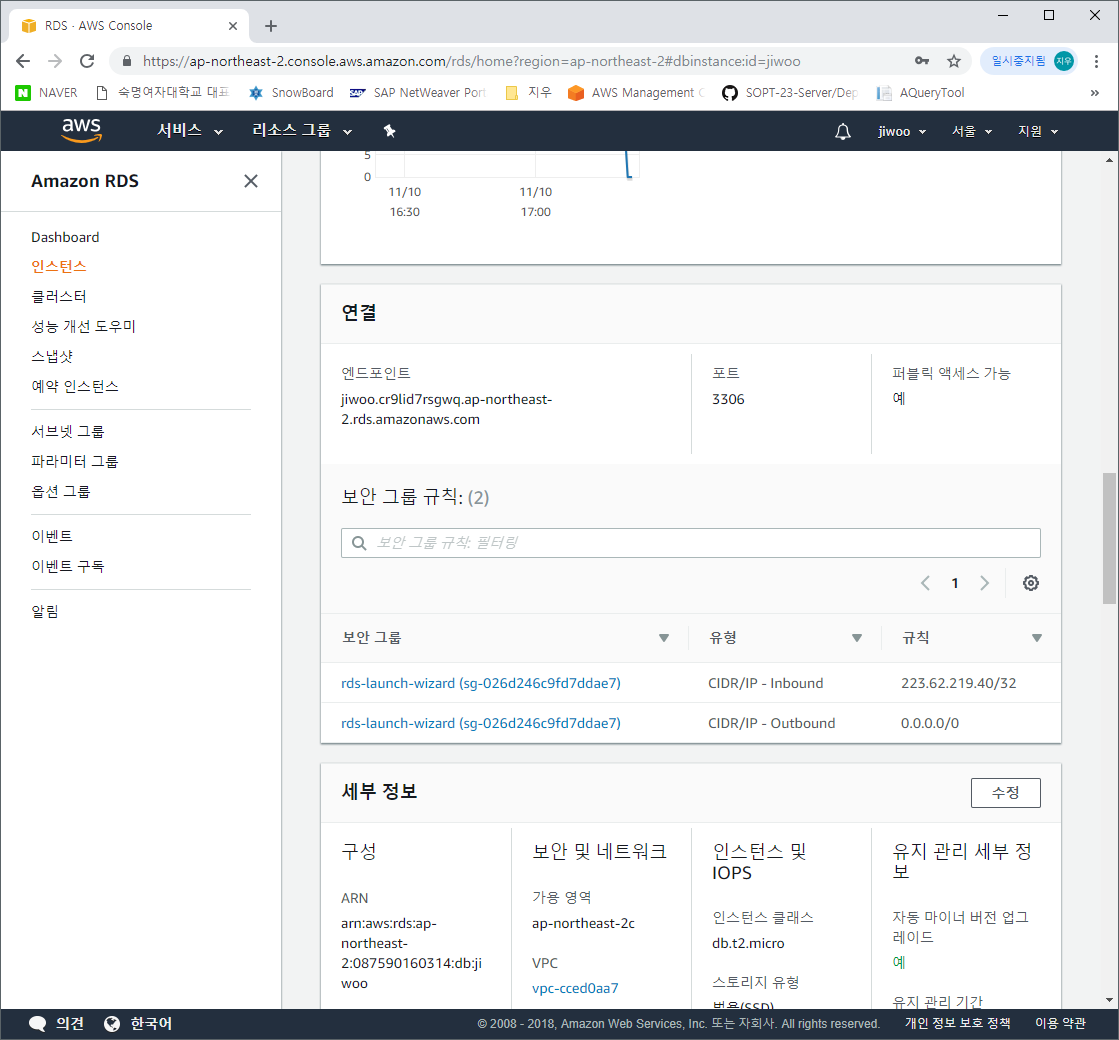 RDS · AWS Console
https://ap-northeast-2.console.aws.amazon.com/rds/home?region=ap-northeast-2#dbinstance:id=jiwoo
일시중지됨 지우
NAVER 숙명여자대학교 대표 SnowBoard SAP NetWeaver Port 지우 AWS Management C SOPT-23-Server/Dep AQueryTool »
aws 서비스 리소스 그룹 jiwoo 서울 지원
Amazon RDS
Dashboard
인스턴스
클러스터
성능 개선 도우미
스냅샷
예약 인스턴스
서브넷 그룹
파라미터 그룹
옵션 그룹
이벤트
이벤트 구독
알림
5
0
11/10 11/10
16:30 17:00
연결
엔드포인트 포트 퍼블릭 액세스 가능
jiwoo.cr9lid7rsgwq.ap-northeast- 3306 예
2.rds.amazonaws.com
보안 그룹 규칙: (2)
보안 그룹 규칙: 필터링
1
보안 그룹 유형 규칙
rds-launch-wizard (sg-026d246c9fd7ddae7) CIDR/IP - Inbound 223.62.219.40/32
rds-launch-wizard (sg-026d246c9fd7ddae7) CIDR/IP - Outbound 0.0.0.0/0
세부 정보 수정
구성
ARN
arn:aws:rds:ap-
northeast-
2:087590160314:db:ji
woo
보안 및 네트워크
가용 영역
ap-northeast-2c
VPC
vpc-cced0aa7
인스턴스 및
IOPS
인스턴스 클래스
db.t2.micro
스토리지 유형
범용(SSD)
유지 관리 세부 정
보
자동 마이너 버전 업그
레이드
예
유지 관리 기간
의견 한국어 © 2008 - 2018, Amazon Web Services, Inc. 또는 자회사. All rights reserved. 개인 정보 보호 정책 이용 약관